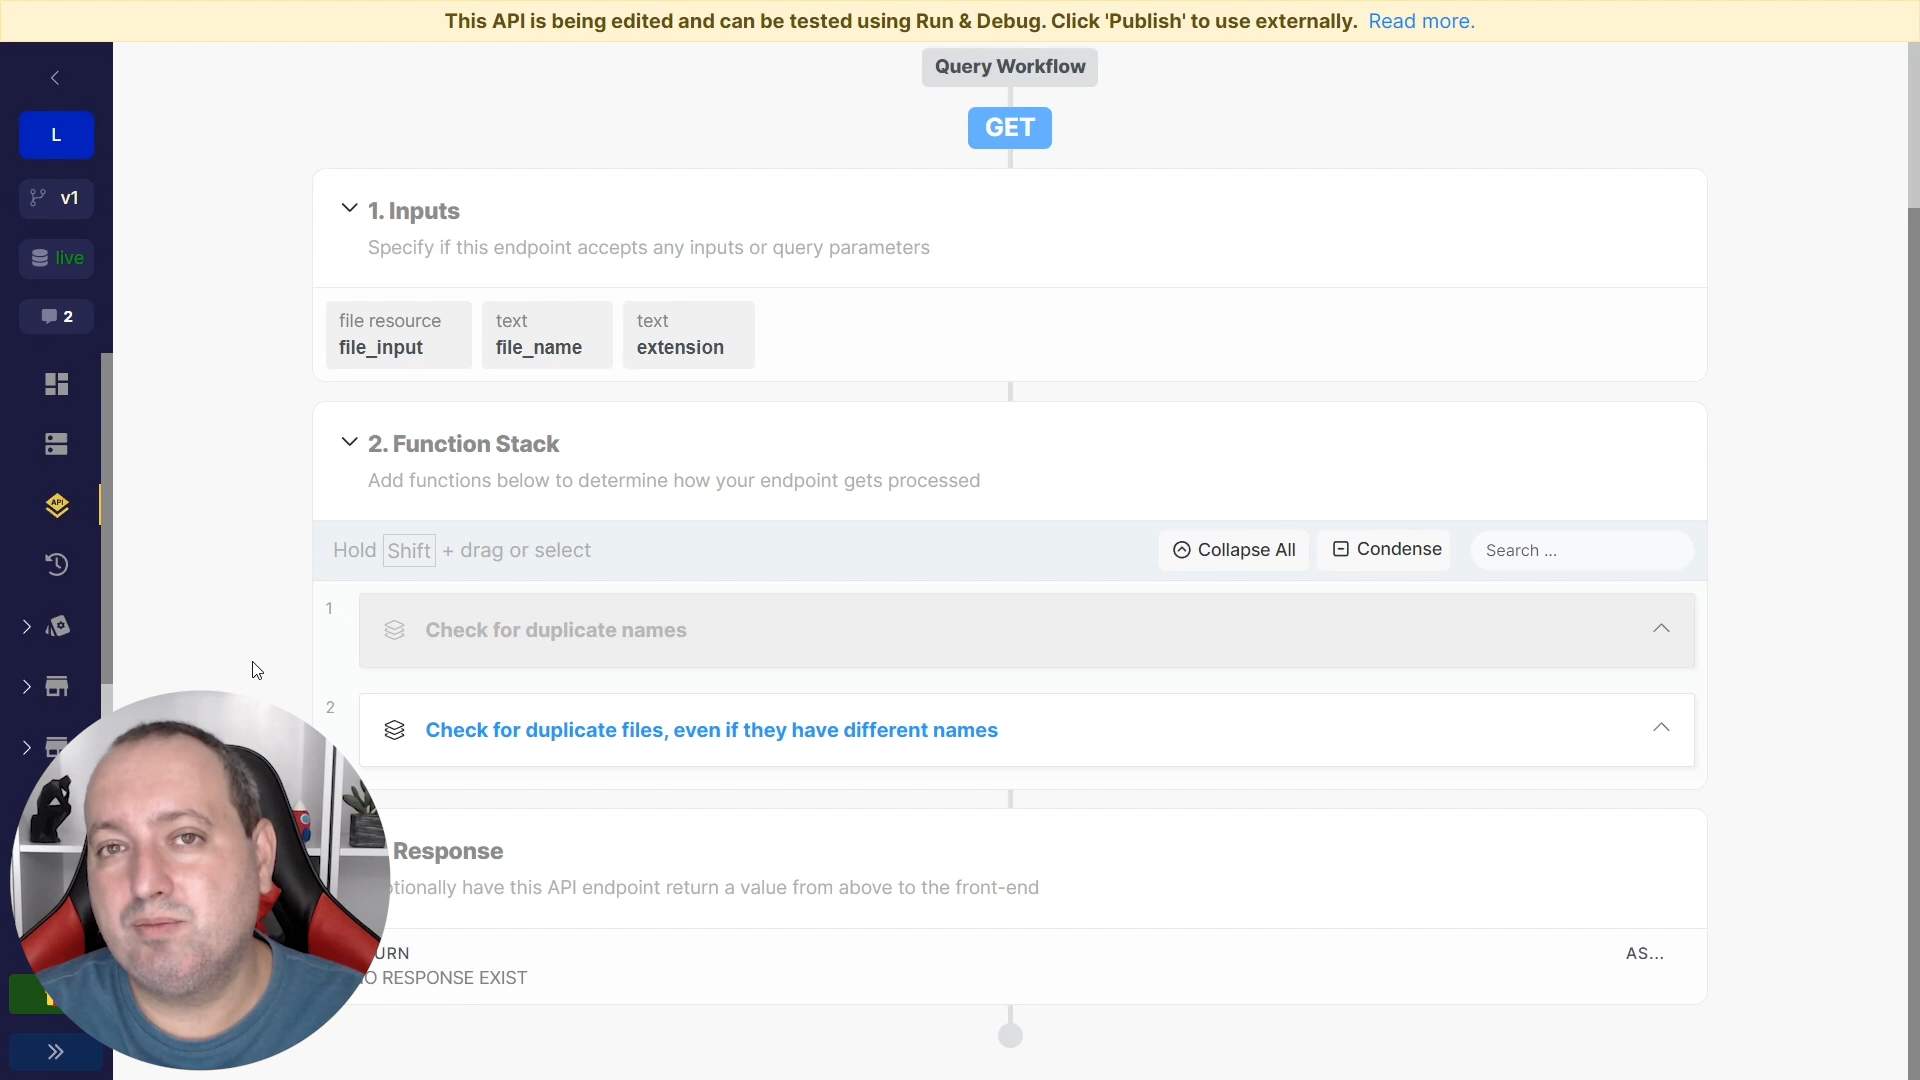 This API is being edited and can be tested using Run & Debug. Click 'Publish' to use externally. Read more.
Query Workflow
GET
L
v1
live
2
API
1. Inputs
Specify if this endpoint accepts any inputs or query parameters
file resource
file_input
text
file_name
text
extension
2. Function Stack
Add functions below to determine how your endpoint gets processed
Hold Shift + drag or select
Collapse All
Condense
Search ...
1
Check for duplicate names
2
Check for duplicate files, even if they have different names
Response
have this API endpoint return a value from above to the front-end
AS...
RESPONSE EXIST